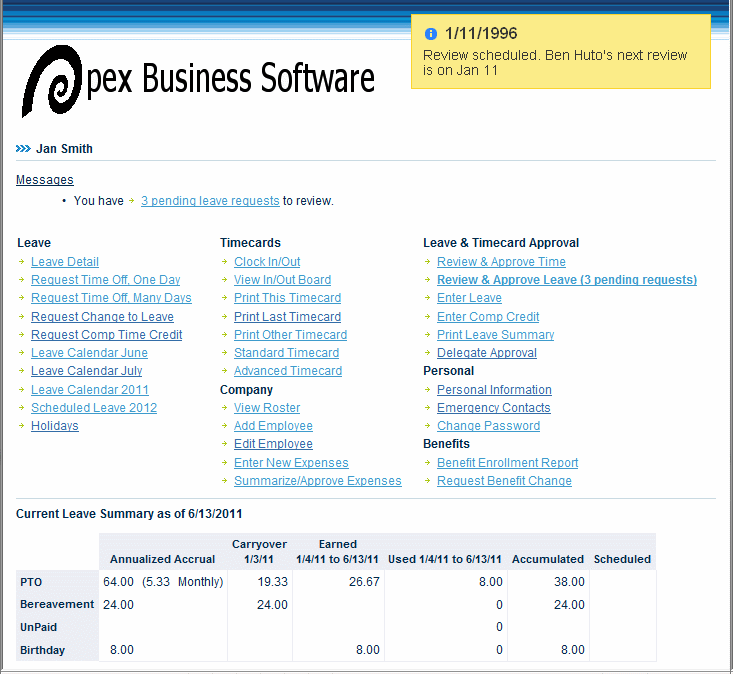 1/11/1996
Review scheduled. Ben Huto's next review
is on Jan 11
apex Business Software
Jan Smith
Messages
• You have 3 pending leave requests to review.
Leave
Leave Detail
Request Time Off, One Day
Request Time Off, Many Days
Request Change to Leave
Request Comp Time Credit
Leave Calendar June
Leave Calendar July
Leave Calendar 2011
Scheduled Leave 2012
Holidays
Timecards
Clock In/Out
View In/Out Board
Print This Timecard
Print Last Timecard
Print Other Timecard
Standard Timecard
Advanced Timecard
Company
View Roster
Add Employee
Edit Employee
Enter New Expenses
Summarize/Approve Expenses
Leave & Timecard Approval
Review & Approve Time
Review & Approve Leave (3 pending requests)
Enter Leave
Enter Comp Credit
Print Leave Summary
Delegate Approval
Personal
Personal Information
Emergency Contacts
Change Password
Benefits
Benefit Enrollment Report
Request Benefit Change
Current Leave Summary as of 6/13/2011
Carryover Earned
Annualized Accrual 1/3/11 1/4/11 to 6/13/11 Used 1/4/11 to 6/13/11 Accumulated Scheduled
PTO 64.00 (5.33 Monthly) 19.33 26.67 8.00 38.00
Bereavement 24.00 24.00 0 24.00
UnPaid 0
Birthday 8.00 8.00 0 8.00